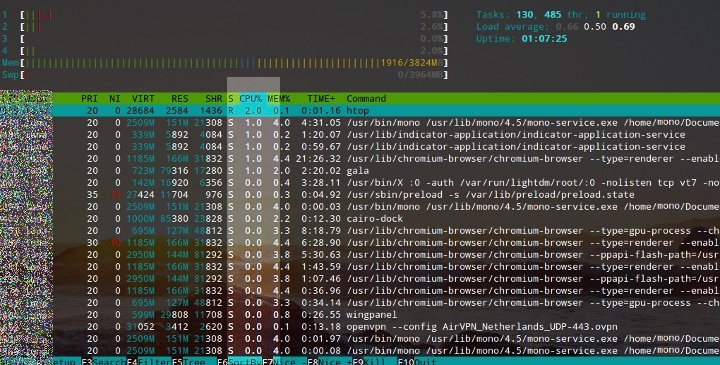 1 [|||||| 5.8%] Tasks: 130, 485 thr; 1 running
2 [||| 2.6%] Load average: 0.66 0.50 0.69
3 [ 0.0%] Uptime: 01:07:25
4 [|| 2.0%]
Mem[|||||||||||||||||||||||||||||||||||||||||||||||||||||||||||||||||1916/3824MB]
Swp[ 0/3964MB]
PRI NI VIRT RES SHR S CPU% MEM% TIME+ Command
20 0 28684 2584 1436 R 2.0 0.1 0:01.16 htop
20 0 2509M 151M 21308 S 1.0 4.0 4:31.05 /usr/bin/mono /usr/lib/mono/4.5/mono-service.exe /home/mono/Docume
20 0 339M 5892 4084 S 1.0 0.2 1:20.07 /usr/lib/indicator-application/indicator-application-service
20 0 339M 5892 4084 S 1.0 0.2 0:59.67 /usr/lib/indicator-application/indicator-application-service
20 0 1185M 166M 31832 S 1.0 4.4 21:26.32 /usr/lib/chromium-browser/chromium-browser --type=renderer --enabl
20 0 723M 79316 17280 S 1.0 2.0 2:20.02 gala
20 0 142M 16920 6356 S 0.0 0.4 3:28.11 /usr/bin/X :0 -auth /var/run/lightdm/root/:0 -nolisten tcp vt7 -no
35 27424 11704 976 S 0.0 0.3 0:04.92 /usr/sbin/preload -s /var/lib/preload/preload.state
20 0 2509M 151M 21308 S 0.0 4.0 0:00.03 /usr/bin/mono /usr/lib/mono/4.5/mono-service.exe /home/mono/Docume
20 0 1000M 85380 23828 S 0.0 2.2 0:12.30 cairo-dock
20 0 695M 127M 48812 S 0.0 3.3 8:18.79 /usr/lib/chromium-browser/chromium-browser --type=gpu-process --ch
30 10 1185M 166M 31832 S 0.0 4.4 6:28.90 /usr/lib/chromium-browser/chromium-browser --type=renderer --enabl
20 0 2950M 144M 81292 S 0.0 3.8 5:30.63 /usr/lib/chromium-browser/chromium-browser --ppapi-flash-path=/usr
20 0 1185M 166M 31832 S 0.0 4.4 1:43.59 /usr/lib/chromium-browser/chromium-browser --type=renderer --enabl
20 0 2950M 144M 81292 S 0.0 3.8 1:07.46 /usr/lib/chromium-browser/chromium-browser --ppapi-flash-path=/usr
20 0 1185M 166M 31832 S 0.0 4.4 0:36.96 /usr/lib/chromium-browser/chromium-browser --type=renderer --enabl
20 0 695M 127M 48812 S 0.0 3.3 0:34.14 /usr/lib/chromium-browser/chromium-browser --type=gpu-process --ch
20 0 599M 29808 11708 S 0.0 0.8 0:26.55 wingpanel
20 0 31052 3412 2620 S 0.0 0.1 0:13.18 openvpn --config AirVPN_Netherlands_UDP-443.ovpn
20 0 2509M 151M 21308 S 0.0 4.0 0:01.97 /usr/bin/mono /usr/lib/mono/4.5/mono-service.exe /home/mono/Docume
20 0 2509M 151M 21308 S 0.0 4.0 0:01.08 /usr/bin/mono /usr/lib/mono/4.5/mono-service.exe /home/mono/Docume
Setup F3Search F4Filter F5Tree F6SortBy F7Nice - F8Nice + F9Kill F10Quit